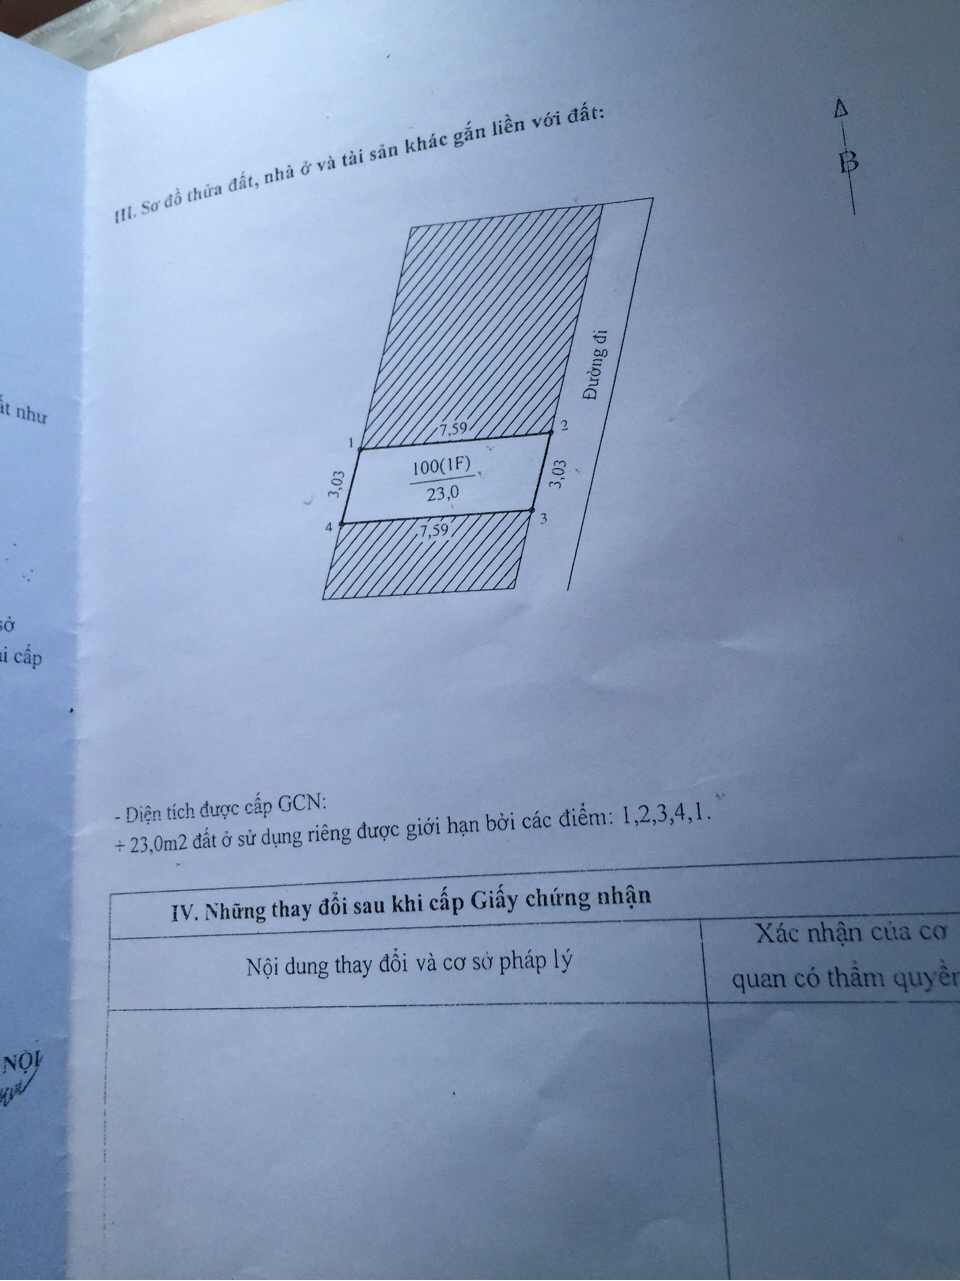 III. Sơ đồ thửa đất, nhà ở và tài sản khác gắn liền với đất:
B
Đường đi
1
7,59
2
3,03
100(1F)
23,0
3,03
4
7,59
3
ất như
sở
ại cấp
- Diện tích được cấp GCN:
+ 23,0m2 đất ở sử dụng riêng được giới hạn bởi các điểm: 1,2,3,4,1.
IV. Những thay đổi sau khi cấp Giấy chứng nhận
Nội dung thay đổi và cơ sở pháp lý
Xác nhận của cơ
quan có thẩm quyền
NỘI